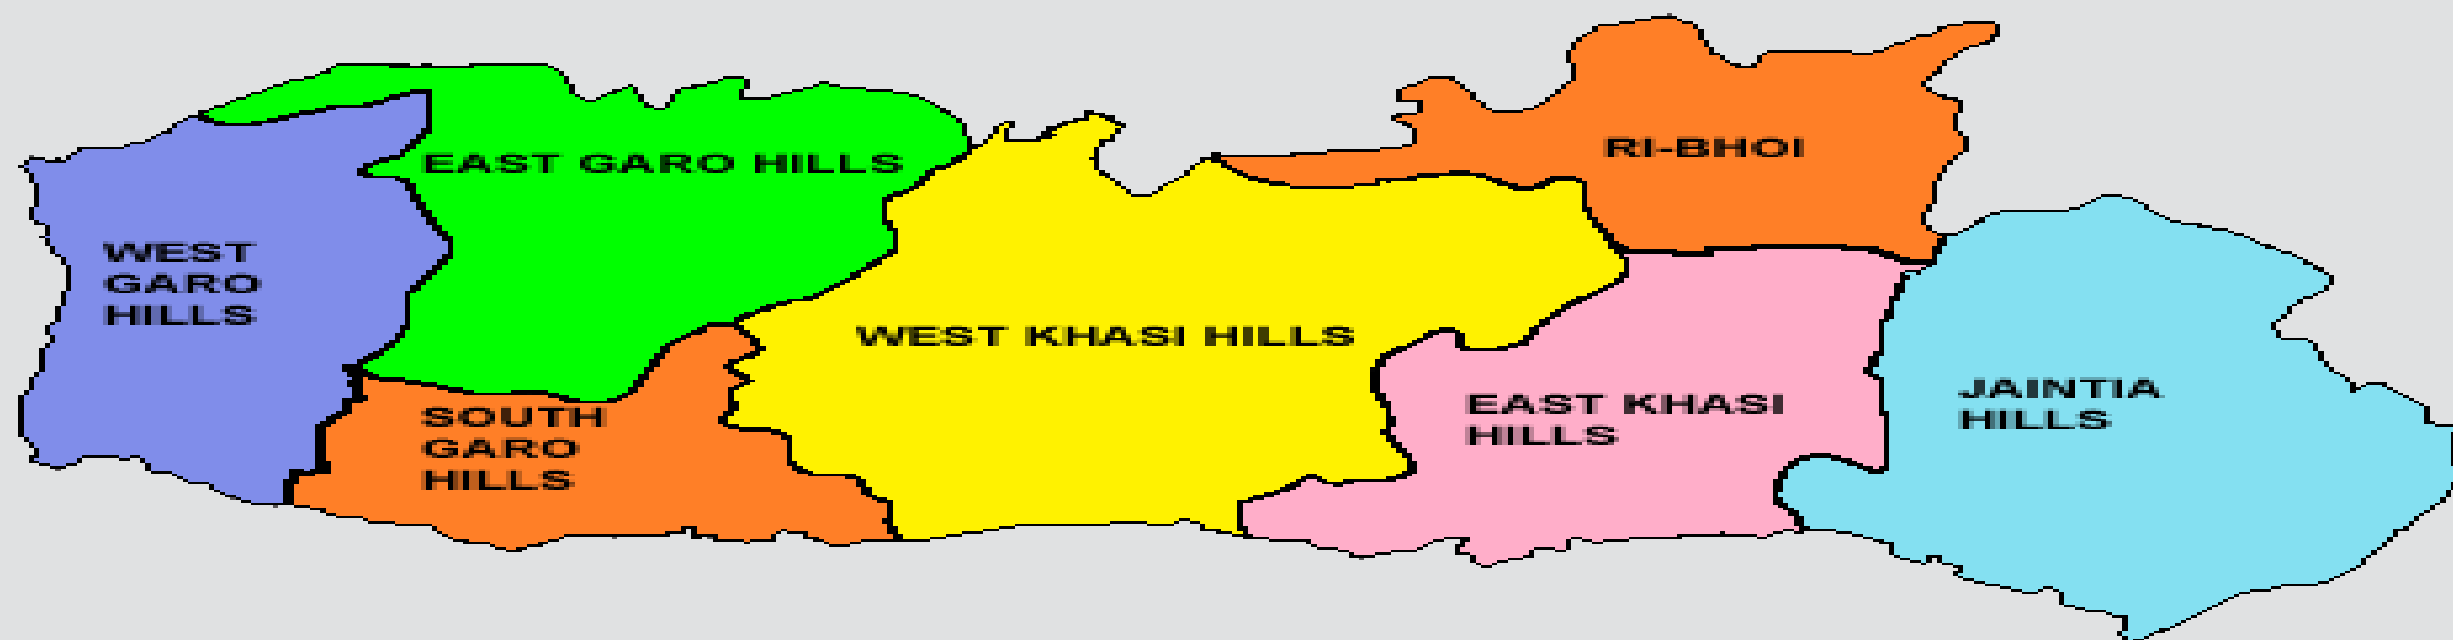 RI-BHOI
EAST GARO HILLS
WEST
GARO
HILLS
WEST KHASI HILLS
JAINTIA
HILLS
EAST KHASI
HILLS
SOUTH
GARO
HILLS